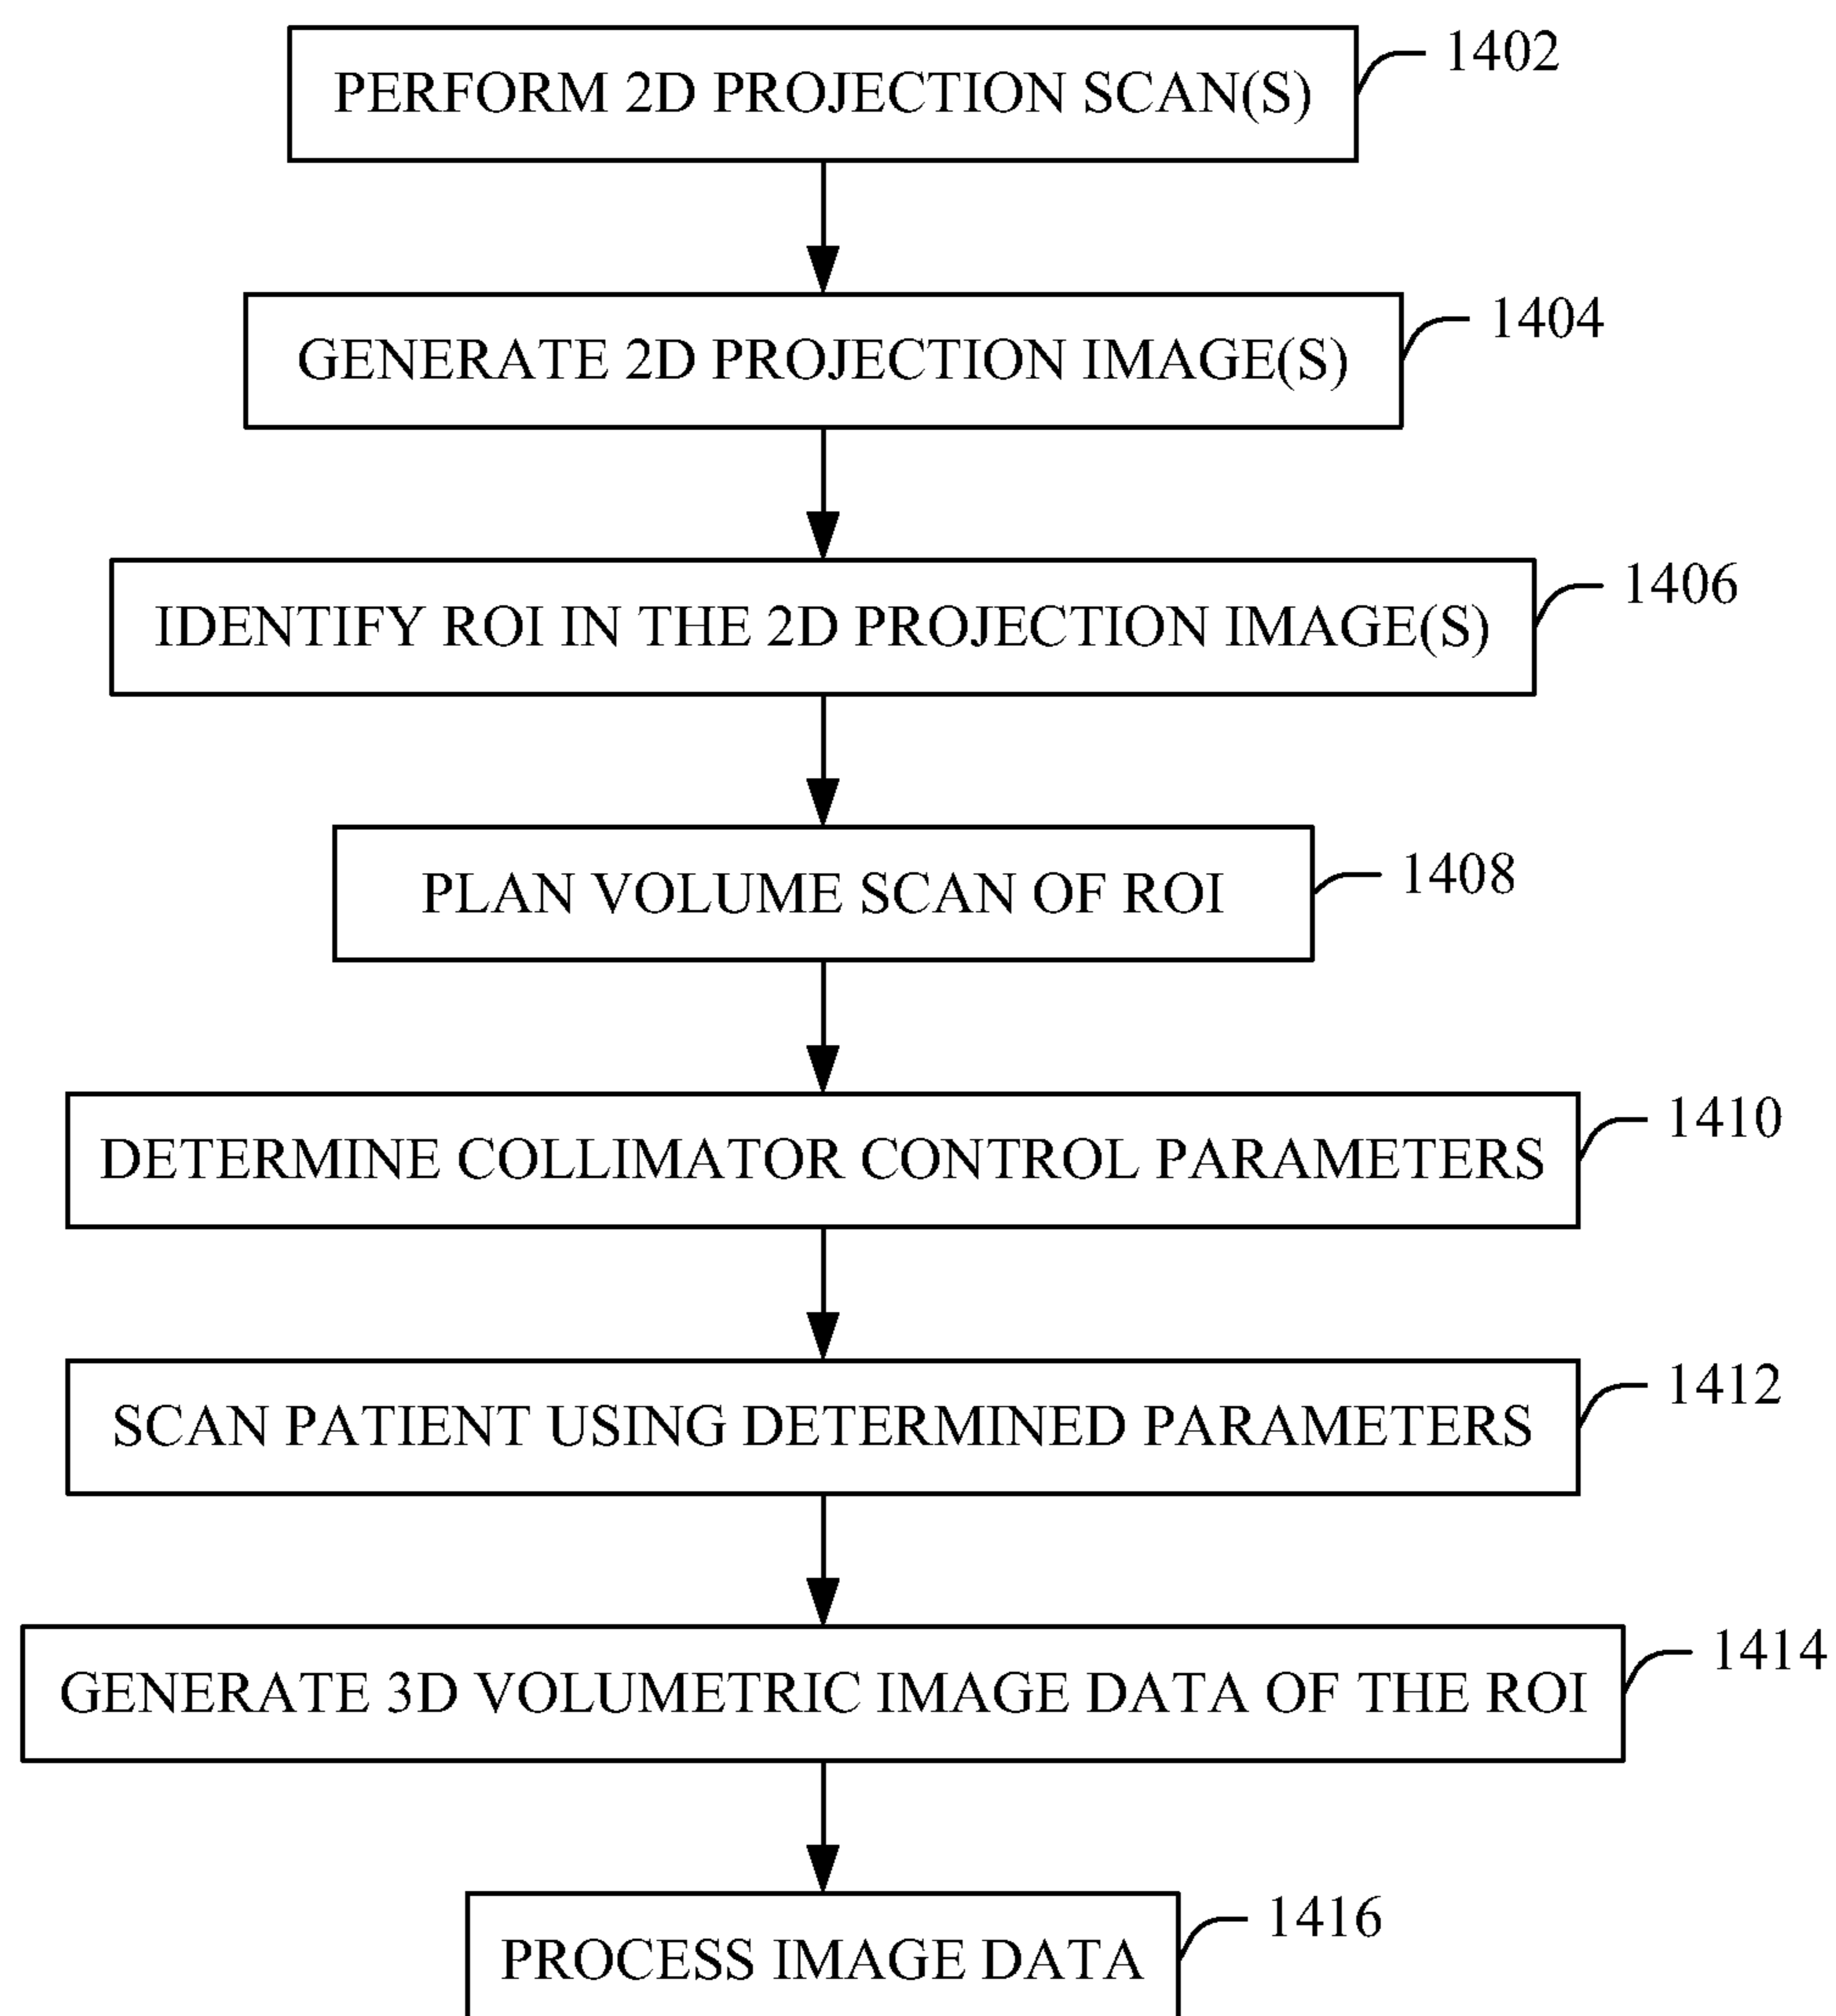 PERFORM 2D PROJECTION SCAN(S)
1402
GENERATE 2D PROJECTION IMAGE(S)
1404
IDENTIFY ROI IN THE 2D PROJECTION IMAGE(S)
1406
PLAN VOLUME SCAN OF ROI
1408
DETERMINE COLLIMATOR CONTROL PARAMETERS
1410
SCAN PATIENT USING DETERMINED PARAMETERS
1412
GENERATE 3D VOLUMETRIC IMAGE DATA OF THE ROI
1414
PROCESS IMAGE DATA
1416